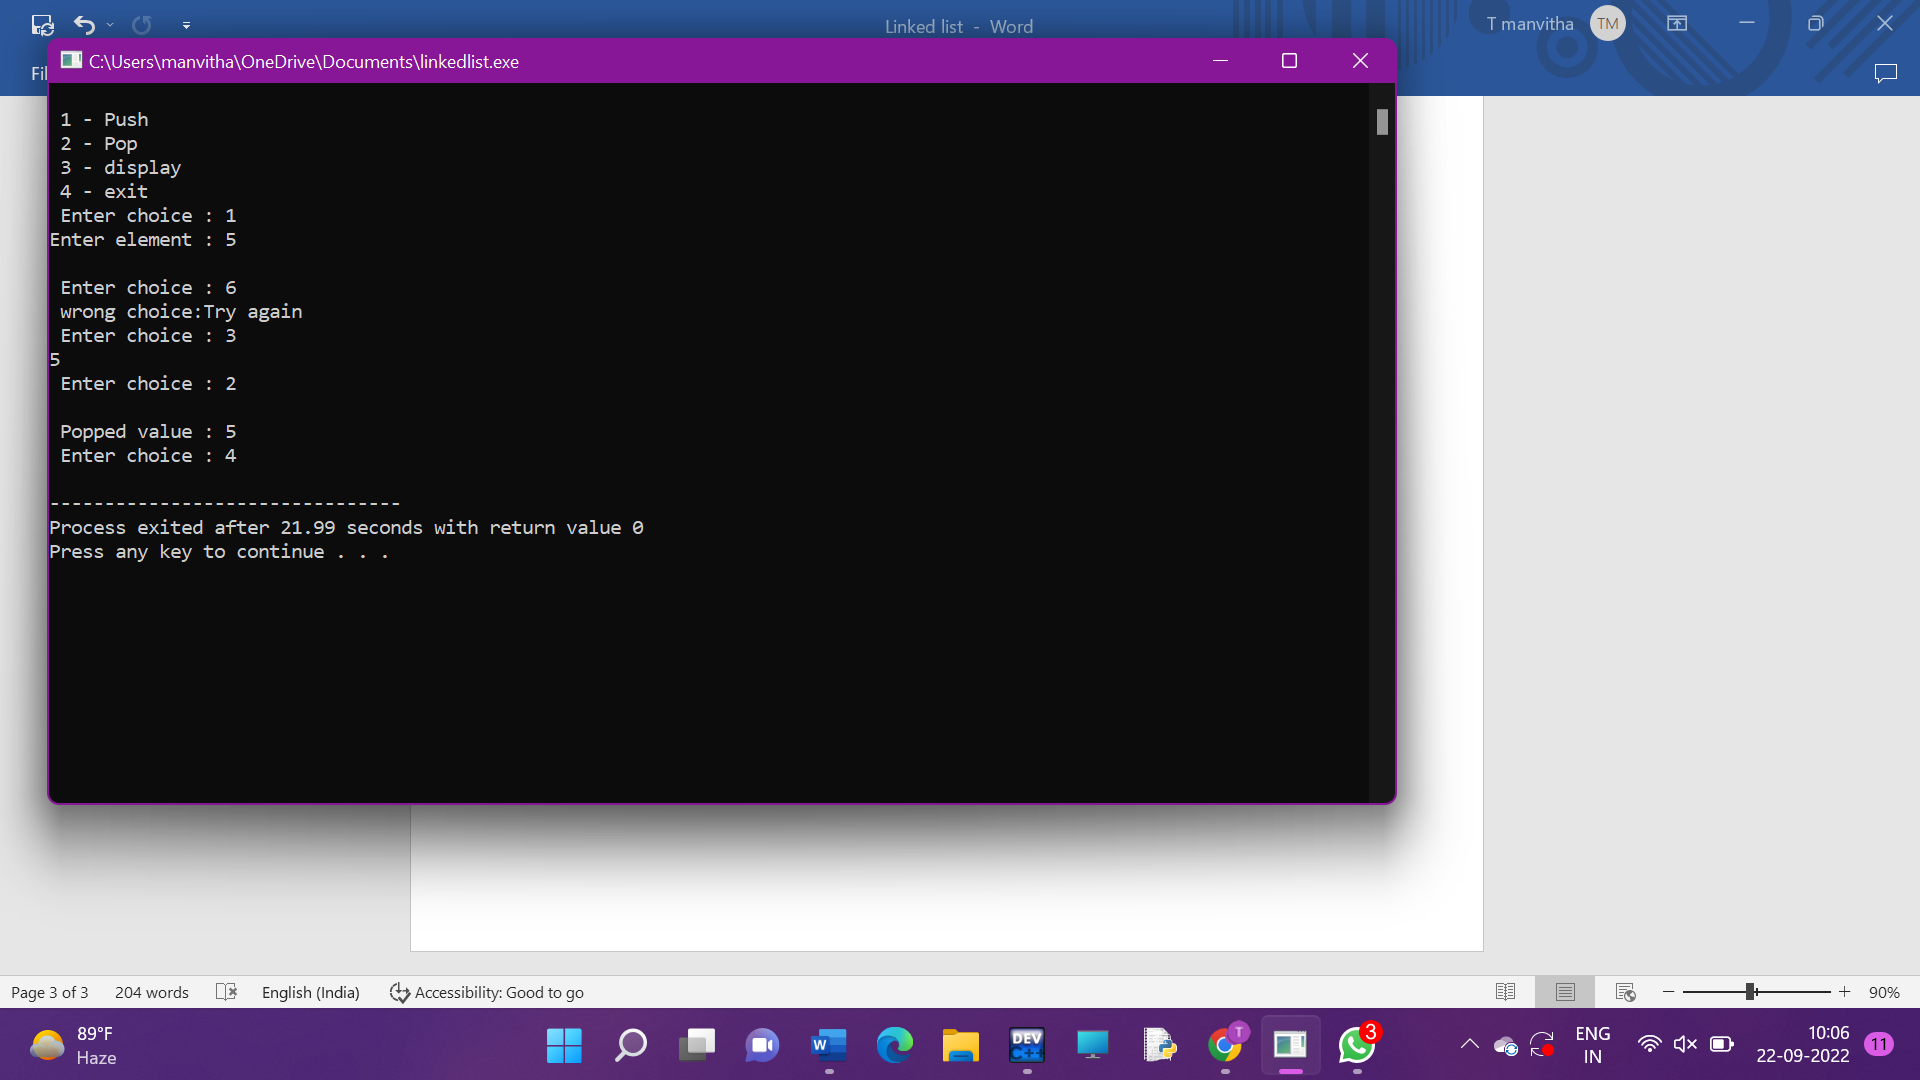 Linked list - Word
T manvitha
TM
Fi
C:\Users\manvitha\OneDrive\Documents\linkedlist.exe
1 - Push
2 - Pop
3 - display
4 - exit
Enter choice : 1
Enter element : 5
Enter choice : 6
wrong choice:Try again
Enter choice : 3
5
Enter choice : 2
Popped value : 5
Enter choice : 4
--------------------------------
Process exited after 21.99 seconds with return value 0
Press any key to continue . . .
Page 3 of 3
204 words
English (India)
Accessibility: Good to go
90%
89°F
Haze
W
DEV
C++
T
3
ENG
IN
10:06
22-09-2022
11